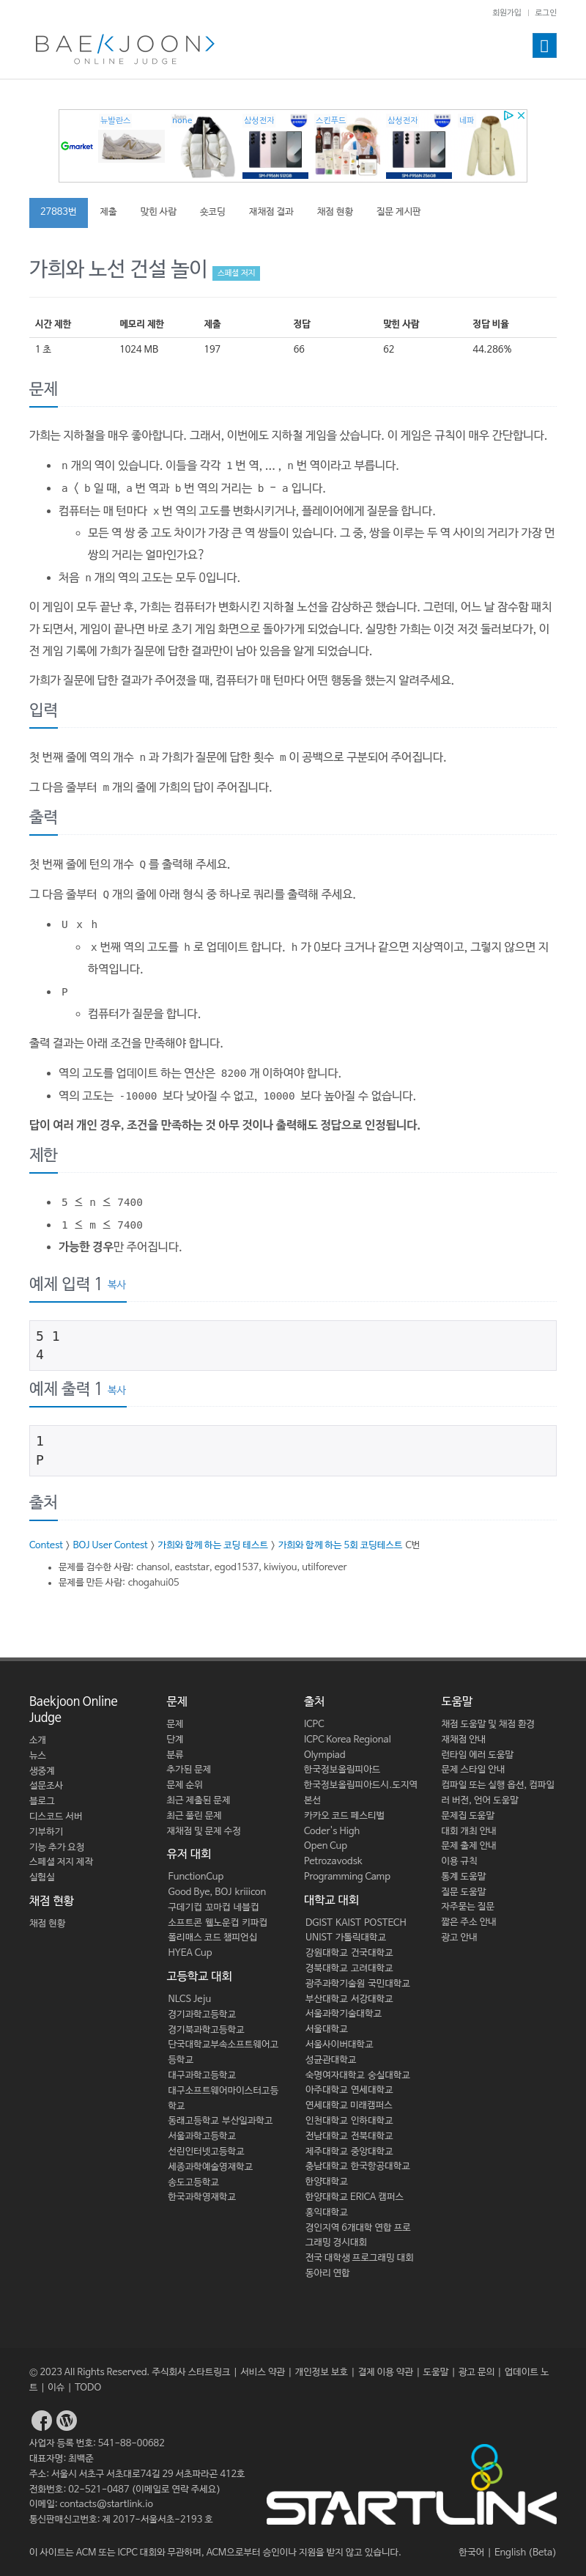 회원가입 | 로그인
BAEKJOON>
ONLINE JUDGE
Gmarket
뉴발란스
hone
삼성전자
스킨푸드
삼성전자
네파
27883번 제출 맞힌 사람 숏코딩 재채점 결과 채점 현황 질문 게시판
가희와 노선 건설 놀이 스페셜 저지
시간 제한 메모리 제한 제출 정답 맞힌 사람 정답 비율
1 초 1024 MB 197 66 62 44.286%
문제
가희는 지하철을 매우 좋아합니다. 그래서, 이번에도 지하철 게임을 샀습니다. 이 게임은 규칙이 매우 간단합니다.
• n 개의 역이 있습니다. 이들을 각각 1 번 역, ... , n 번 역이라고 부릅니다.
• a < b 일 때, a 번 역과 b 번 역의 거리는 b - a 입니다.
• 컴퓨터는 매 턴마다 x 번 역의 고도를 변화시키거나, 플레이어에게 질문을 합니다.
◦ 모든 역 쌍 중 고도 차이가 가장 큰 역 쌍들이 있습니다. 그 중, 쌍을 이루는 두 역 사이의 거리가 가장 먼
쌍의 거리는 얼마인가요?
• 처음 n 개의 역의 고도는 모두 0입니다.
이 게임이 모두 끝난 후, 가희는 컴퓨터가 변화시킨 지하철 노선을 감상하곤 했습니다. 그런데, 어느 날 잠수함 패치
가 되면서, 게임이 끝나면 바로 초기 게임 화면으로 돌아가게 되었습니다. 실망한 가희는 이것 저것 둘러보다가, 이
전 게임 기록에 가희가 질문에 답한 결과만이 남아 있음을 알게 되었습니다.
가희가 질문에 답한 결과가 주어졌을 때, 컴퓨터가 매 턴마다 어떤 행동을 했는지 알려주세요.
입력
첫 번째 줄에 역의 개수 n 과 가희가 질문에 답한 횟수 m 이 공백으로 구분되어 주어집니다.
그 다음 줄부터 m 개의 줄에 가희의 답이 주어집니다.
출력
첫 번째 줄에 턴의 개수 Q 를 출력해 주세요.
그 다음 줄부터 Q 개의 줄에 아래 형식 중 하나로 쿼리를 출력해 주세요.
• U x h
◦ x 번째 역의 고도를 h 로 업데이트 합니다. h 가 0보다 크거나 같으면 지상역이고, 그렇지 않으면 지
하역입니다.
• P
◦ 컴퓨터가 질문을 합니다.
출력 결과는 아래 조건을 만족해야 합니다.
• 역의 고도를 업데이트 하는 연산은 8200 개 이하여야 합니다.
• 역의 고도는 -10000 보다 낮아질 수 없고, 10000 보다 높아질 수 없습니다.
답이 여러 개인 경우, 조건을 만족하는 것 아무 것이나 출력해도 정답으로 인정됩니다.
제한
• 5 ≤ n ≤ 7400
• 1 ≤ m ≤ 7400
• 가능한 경우만 주어집니다.
예제 입력 1 복사
5 1
4
예제 출력 1 복사
1
P
출처
Contest > BOJ User Contest > 가희와 함께 하는 코딩 테스트 > 가희와 함께 하는 5회 코딩테스트 C번
• 문제를 검수한 사람: chansol, eaststar, egod1537, kiwiyou, utilforever
• 문제를 만든 사람: chogahui05
Baekjoon Online
Judge
소개
뉴스
생중계
설문조사
블로그
디스코드 서버
기부하기
기능 추가 요청
스페셜 저지 제작
실험실
채점 현황
채점 현황
문제
문제
단계
분류
추가된 문제
문제 순위
최근 제출된 문제
최근 풀린 문제
재채점 및 문제 수정
유저 대회
FunctionCup
Good Bye, BOJ kriiicon
구데기컵 꼬마컵 네블컵
소프트콘 웰노운컵 키파컵
폴리매스 코드 챔피언십
HYEA Cup
고등학교 대회
NLCS Jeju
경기과학고등학교
경기북과학고등학교
단국대학교부속소프트웨어고
등학교
대구과학고등학교
대구소프트웨어마이스터고등
학교
동래고등학교 부산일과학고
서울과학고등학교
선린인터넷고등학교
세종과학예술영재학교
송도고등학교
한국과학영재학교
출처
ICPC
ICPC Korea Regional
Olympiad
한국정보올림피아드
한국정보올림피아드시.도지역
본선
카카오 코드 페스티벌
Coder's High
Open Cup
Petrozavodsk
Programming Camp
대학교 대회
DGIST KAIST POSTECH
UNIST 가톨릭대학교
강원대학교 건국대학교
경북대학교 고려대학교
광주과학기술원 국민대학교
부산대학교 서강대학교
서울과학기술대학교
서울대학교
서울사이버대학교
성균관대학교
숙명여자대학교 숭실대학교
아주대학교 연세대학교
연세대학교 미래캠퍼스
인천대학교 인하대학교
전남대학교 전북대학교
제주대학교 중앙대학교
충남대학교 한국항공대학교
한양대학교
한양대학교 ERICA 캠퍼스
홍익대학교
경인지역 6개대학 연합 프로
그래밍 경시대회
전국 대학생 프로그래밍 대회
동아리 연합
도움말
채점 도움말 및 채점 환경
재채점 안내
런타임 에러 도움말
문제 스타일 안내
컴파일 또는 실행 옵션, 컴파일
러 버전, 언어 도움말
문제집 도움말
대회 개최 안내
문제 출제 안내
이용 규칙
통계 도움말
질문 도움말
자주묻는 질문
짧은 주소 안내
광고 안내
© 2023 All Rights Reserved. 주식회사 스타트링크 | 서비스 약관 | 개인정보 보호 | 결제 이용 약관 | 도움말 | 광고 문의 | 업데이트 노
트 | 이슈 | TODO
사업자 등록 번호: 541-88-00682
대표자명: 최백준
주소: 서울시 서초구 서초대로74길 29 서초파라곤 412호
전화번호: 02-521-0487 (이메일로 연락 주세요)
이메일: contacts@startlink.io
통신판매신고번호: 제 2017-서울서초-2193 호
STARTLINK
이 사이트는 ACM 또는 ICPC 대회와 무관하며, ACM으로부터 승인이나 지원을 받지 않고 있습니다.
한국어 | English (Beta)